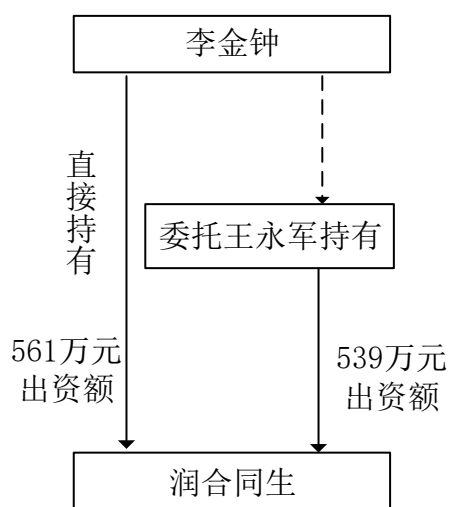 李金钟
直接持有
委托王永军持有
561万元
出资额
539万元
出资额
润合同生